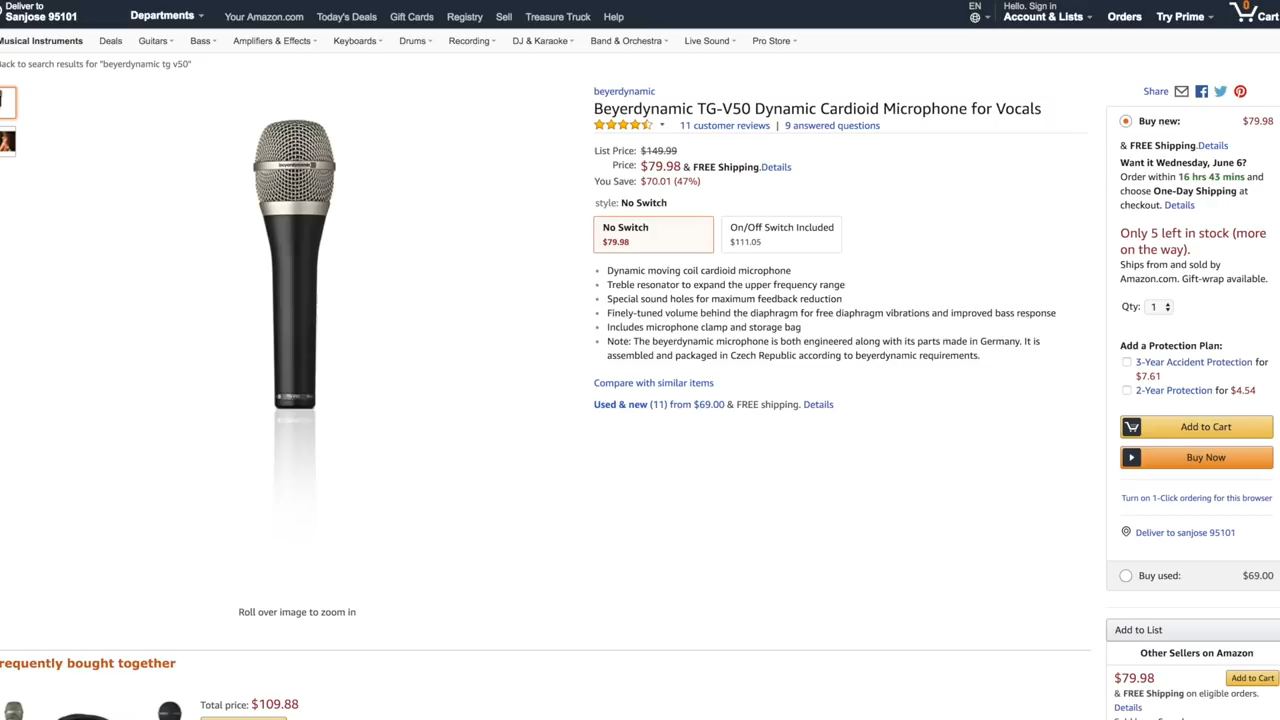 Deliver to
Sanjose 95101
Departments
Your Amazon.com
Today's Deals
Gift Cards
Registry
Sell
Treasure Truck
Help
EN
Hello. Sign in
Account & Lists
Orders
Try Prime
0
Cart
Musical Instruments
Deals
Guitars
Bass
Amplifiers & Effects
Keyboards
Drums
Recording
DJ & Karaoke
Band & Orchestra
Live Sound
Pro Store
ack to search results for "beyerdynamic tg v50"
beyerdynamic
Roll over image to zoom in
beyerdynamic
Beyerdynamic TG-V50 Dynamic Cardioid Microphone for Vocals
11 customer reviews | 9 answered questions
List Price: $149.99
Price: $79.98 & FREE Shipping. Details
You Save: $70.01 (47%)
style: No Switch
No Switch
$79.98
On/Off Switch Included
$111.05
Dynamic moving coil cardioid microphone
Treble resonator to expand the upper frequency range
Special sound holes for maximum feedback reduction
Finely-tuned volume behind the diaphragm for free diaphragm vibrations and improved bass response
Includes microphone clamp and storage bag
Note: The beyerdynamic microphone is both engineered along with its parts made in Germany. It is
assembled and packaged in Czech Republic according to beyerdynamic requirements.
Compare with similar items
Used & new (11) from $69.00 & FREE shipping. Details
Share
Buy new: $79.98
& FREE Shipping. Details
Want it Wednesday, June 6?
Order within 16 hrs 43 mins and
choose One-Day Shipping at
checkout. Details
Only 5 left in stock (more
on the way).
Ships from and sold by
Amazon.com. Gift-wrap available.
Qty: 1
Add a Protection Plan:
3-Year Accident Protection for
$7.61
2-Year Protection for $4.54
Add to Cart
Buy Now
Turn on 1-Click ordering for this browser
Deliver to sanjose 95101
Buy used: $69.00
Add to List
Other Sellers on Amazon
$79.98
Add to Cart
& FREE Shipping on eligible orders.
Details
requently bought together
Total price: $109.88